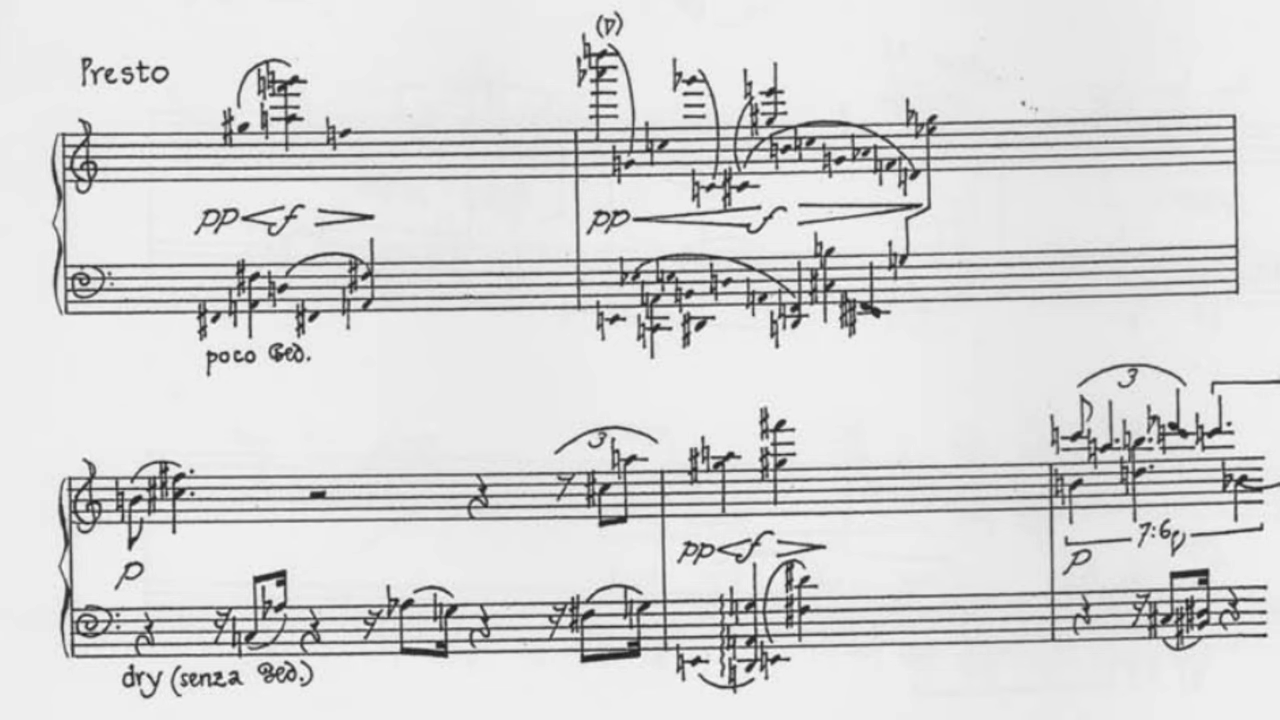 Presto
(♮)
pp f
pp f
poco Ped.
3
3
p
pp f
7:6
p
dry (senza Ped.)